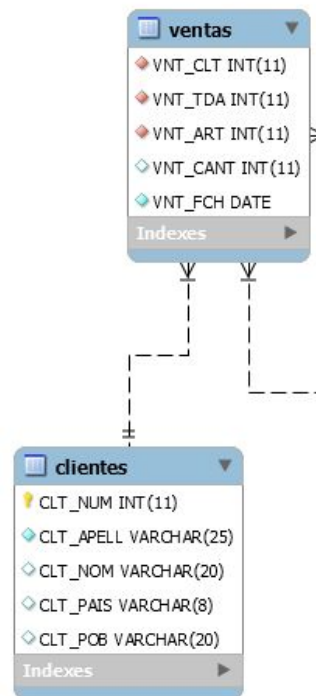 ventas
VNT_CLT INT(11)
VNT_TDA INT(11)
VNT_ART INT(11)
VNT_CANT INT(11)
VNT_FCH DATE
Indexes
clientes
CLT_NUM INT(11)
CLT_APELL VARCHAR(25)
CLT_NOM VARCHAR(20)
CLT_PAIS VARCHAR(8)
CLT_POB VARCHAR(20)
Indexes